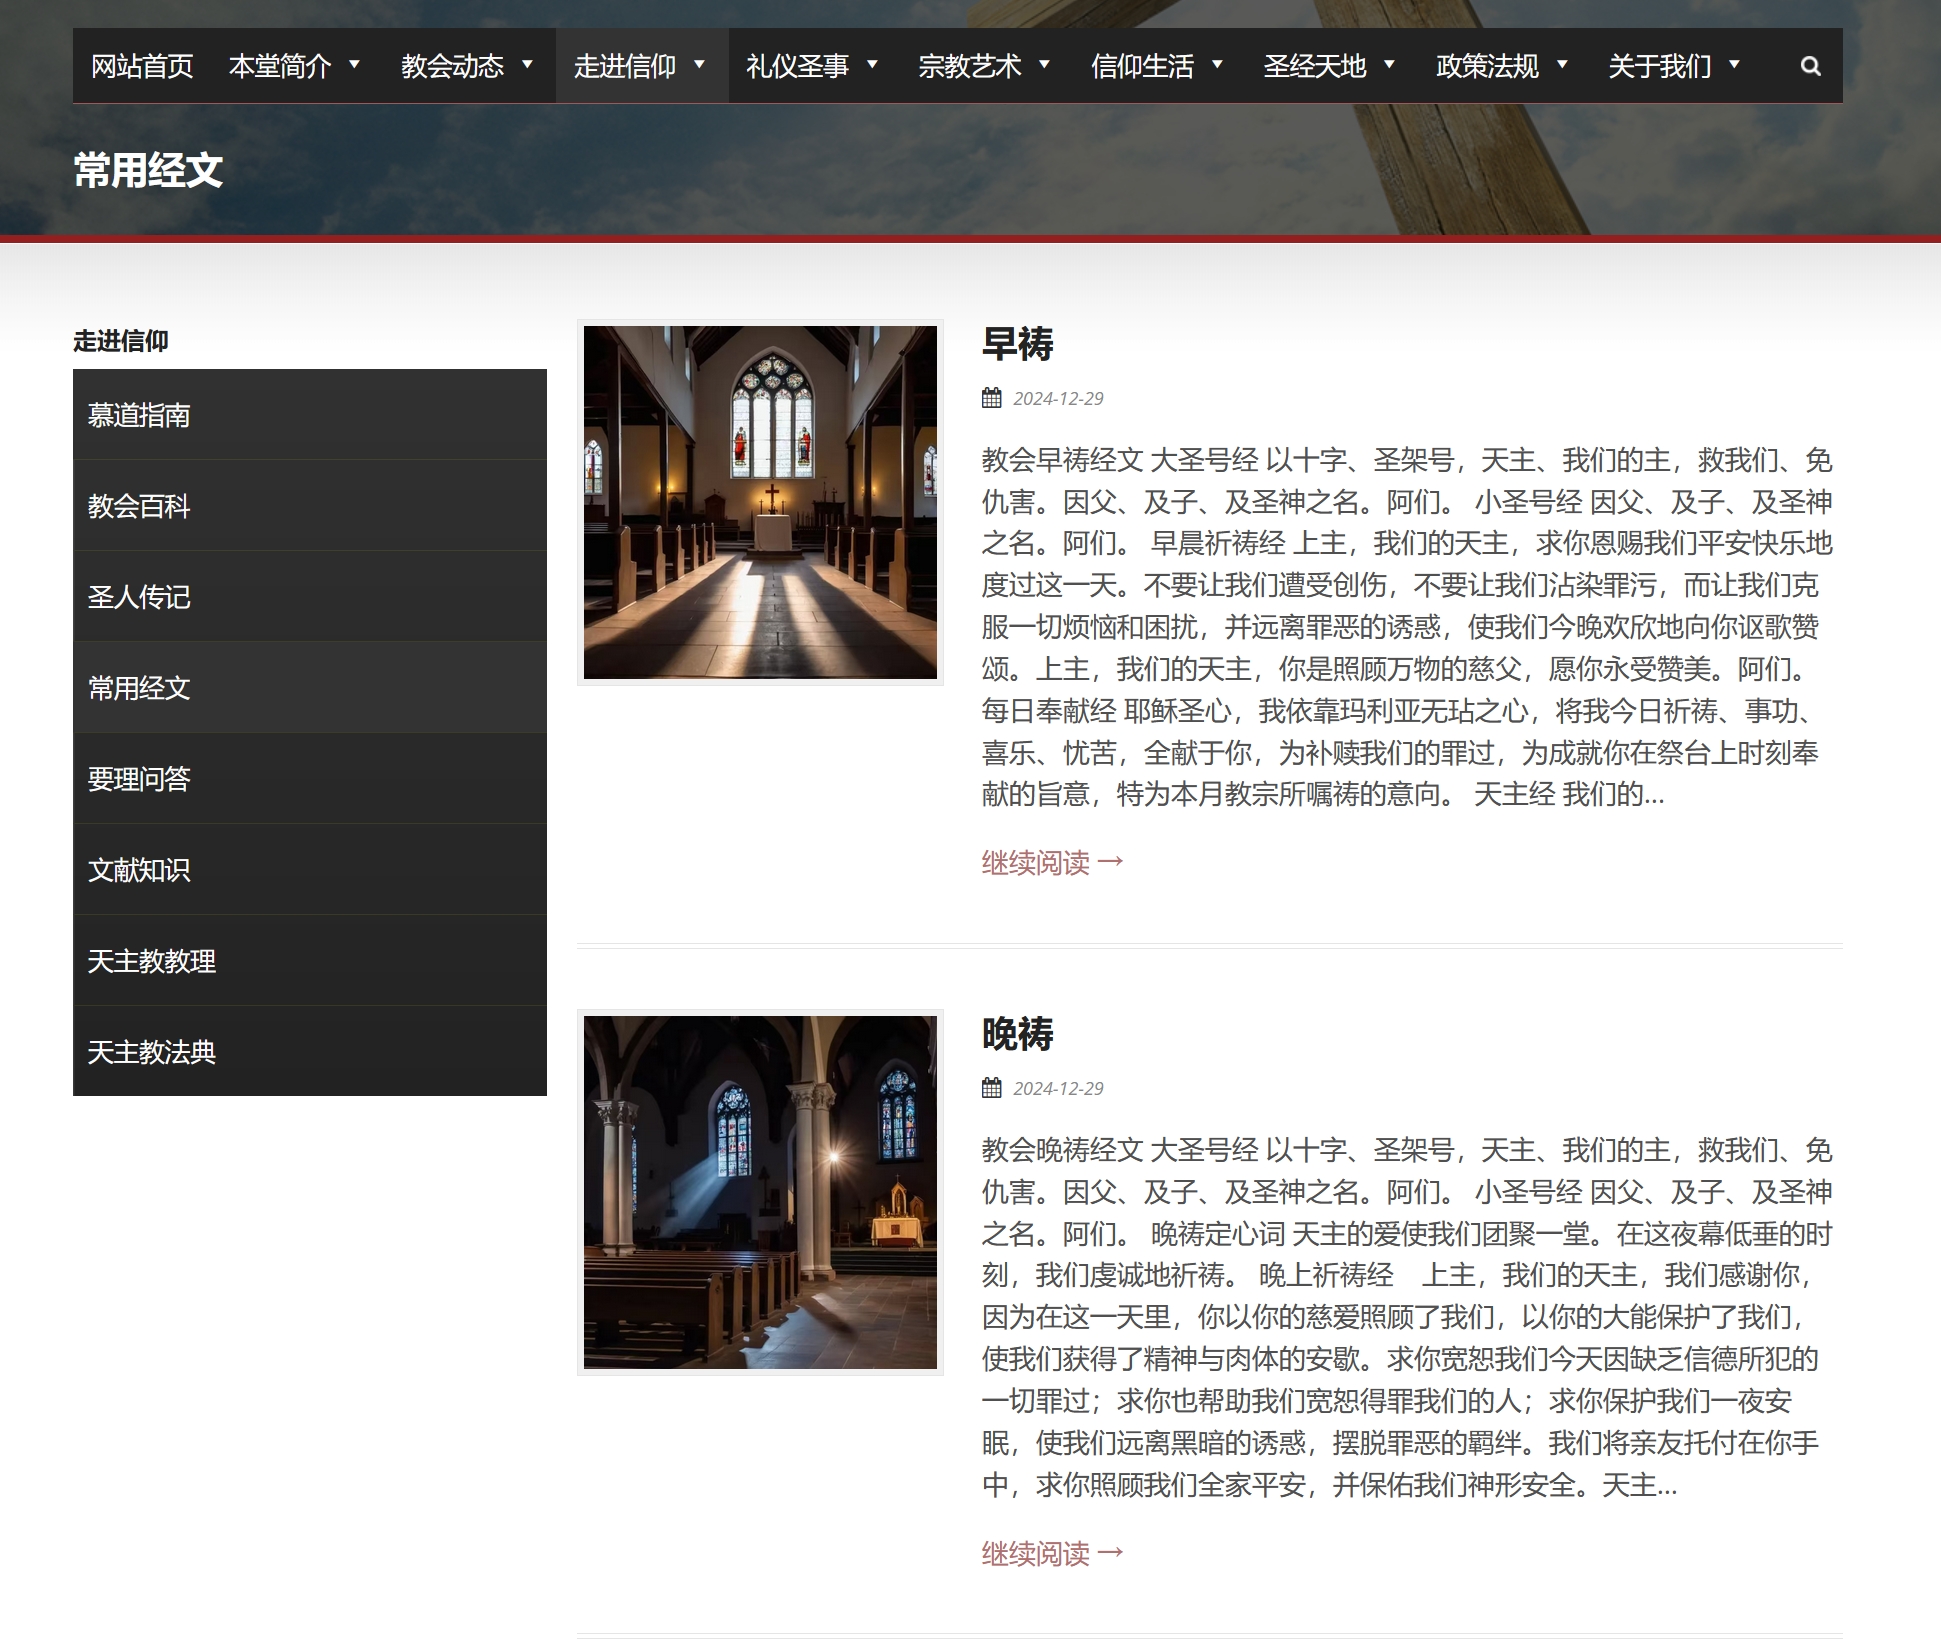 网站首页 本堂简介 教会动态 走进信仰 礼仪圣事 宗教艺术 信仰生活 圣经天地 政策法规 关于我们
常用经文
走进信仰
慕道指南
教会百科
圣人传记
常用经文
要理问答
文献知识
天主教教理
天主教法典
早祷
2024-12-29
教会早祷经文 大圣号经 以十字、圣架号，天主、我们的主，救我们、免
仇害。因父、及子、及圣神之名。阿们。 小圣号经 因父、及子、及圣神
之名。阿们。 早晨祈祷经 上主，我们的天主，求你恩赐我们平安快乐地
度过这一天。不要让我们遭受创伤，不要让我们沾染罪污，而让我们克
服一切烦恼和困扰，并远离罪恶的诱惑，使我们今晚欢欣地向你讴歌赞
颂。上主，我们的天主，你是照顾万物的慈父，愿你永受赞美。阿们。
每日奉献经 耶稣圣心，我依靠玛利亚无玷之心，将我今日祈祷、事功、
喜乐、忧苦，全献于你，为补赎我们的罪过，为成就你在祭台上时刻奉
献的旨意，特为本月教宗所嘱祷的意向。 天主经 我们的...
继续阅读 →
晚祷
2024-12-29
教会晚祷经文 大圣号经 以十字、圣架号，天主、我们的主，救我们、免
仇害。因父、及子、及圣神之名。阿们。 小圣号经 因父、及子、及圣神
之名。阿们。 晚祷定心词 天主的爱使我们团聚一堂。在这夜幕低垂的时
刻，我们虔诚地祈祷。 晚上祈祷经　上主，我们的天主，我们感谢你，
因为在这一天里，你以你的慈爱照顾了我们，以你的大能保护了我们，
使我们获得了精神与肉体的安歇。求你宽恕我们今天因缺乏信德所犯的
一切罪过；求你也帮助我们宽恕得罪我们的人；求你保护我们一夜安
眠，使我们远离黑暗的诱惑，摆脱罪恶的羁绊。我们将亲友托付在你手
中，求你照顾我们全家平安，并保佑我们神形安全。天主...
继续阅读 →